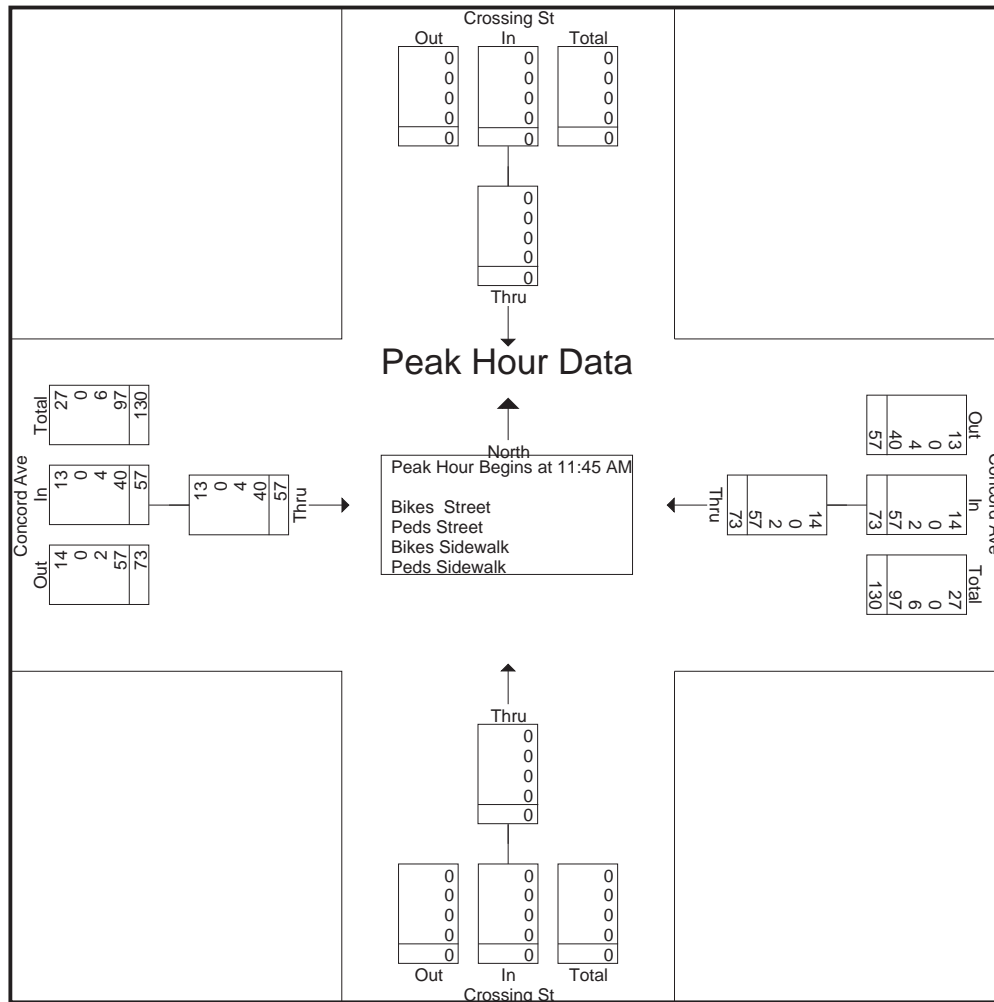 Crossing St
Out In Total
0 0 0
0 0 0
0 0 0
0 0 0
0 0 0
0
0
0
0
0
Thru
Peak Hour Data
North
Peak Hour Begins at 11:45 AM
Bikes Street
Peds Street
Bikes Sidewalk
Peds Sidewalk
Concord Ave
Out In Total
14 13 27
0 0 0
2 4 6
57 40 97
73 57 130
13
0
4
40
57
Thru
Concord Ave
Out In Total
13 14 27
0 0 0
4 2 6
40 57 97
57 73 130
14
0
2
57
73
Thru
Thru
0
0
0
0
0
0 0 0
0 0 0
0 0 0
0 0 0
0 0 0
Out In Total
Crossing St